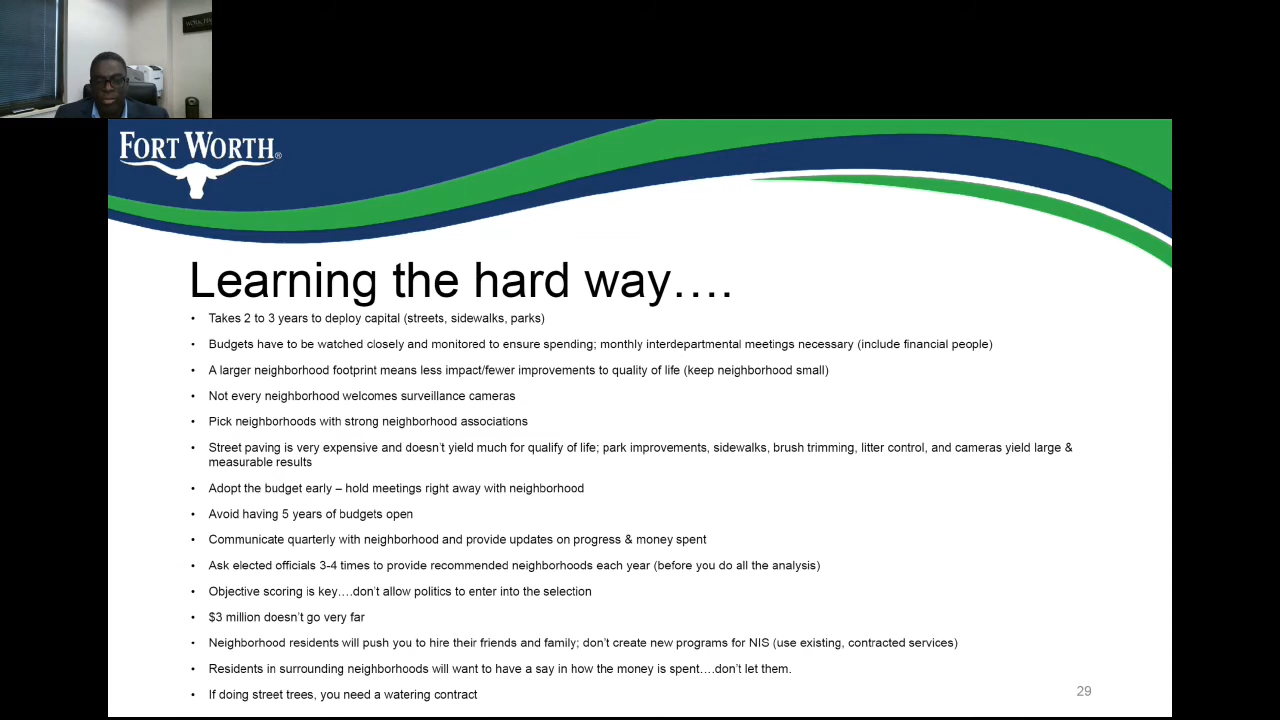 FORT WORTH®
Learning the hard way….
• Takes 2 to 3 years to deploy capital (streets, sidewalks, parks)
• Budgets have to be watched closely and monitored to ensure spending; monthly interdepartmental meetings necessary (include financial people)
• A larger neighborhood footprint means less impact/fewer improvements to quality of life (keep neighborhood small)
• Not every neighborhood welcomes surveillance cameras
• Pick neighborhoods with strong neighborhood associations
• Street paving is very expensive and doesn’t yield much for qualify of life; park improvements, sidewalks, brush trimming, litter control, and cameras yield large &
measurable results
• Adopt the budget early – hold meetings right away with neighborhood
• Avoid having 5 years of budgets open
• Communicate quarterly with neighborhood and provide updates on progress & money spent
• Ask elected officials 3-4 times to provide recommended neighborhoods each year (before you do all the analysis)
• Objective scoring is key….don’t allow politics to enter into the selection
• $3 million doesn’t go very far
• Neighborhood residents will push you to hire their friends and family; don’t create new programs for NIS (use existing, contracted services)
• Residents in surrounding neighborhoods will want to have a say in how the money is spent….don’t let them.
• If doing street trees, you need a watering contract
29